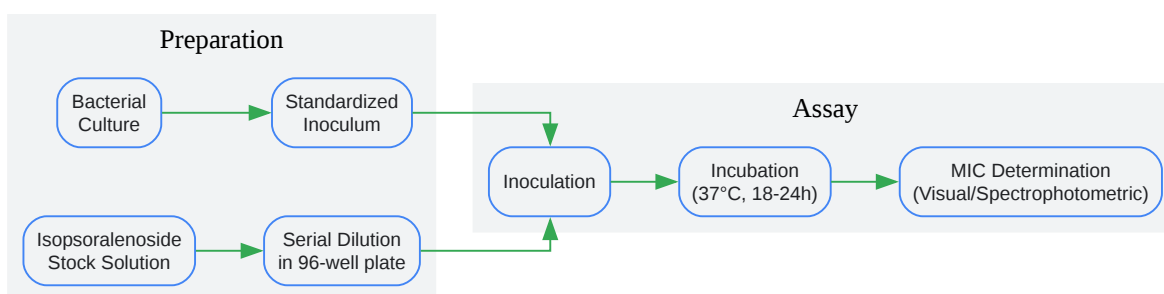 Preparation
Bacterial
Culture
Standardized
Inoculum
Isopsoralenoside
Stock Solution
Serial Dilution
in 96-well plate
Assay
Inoculation
Incubation
(37°C, 18-24h)
MIC Determination
(Visual/Spectrophotometric)